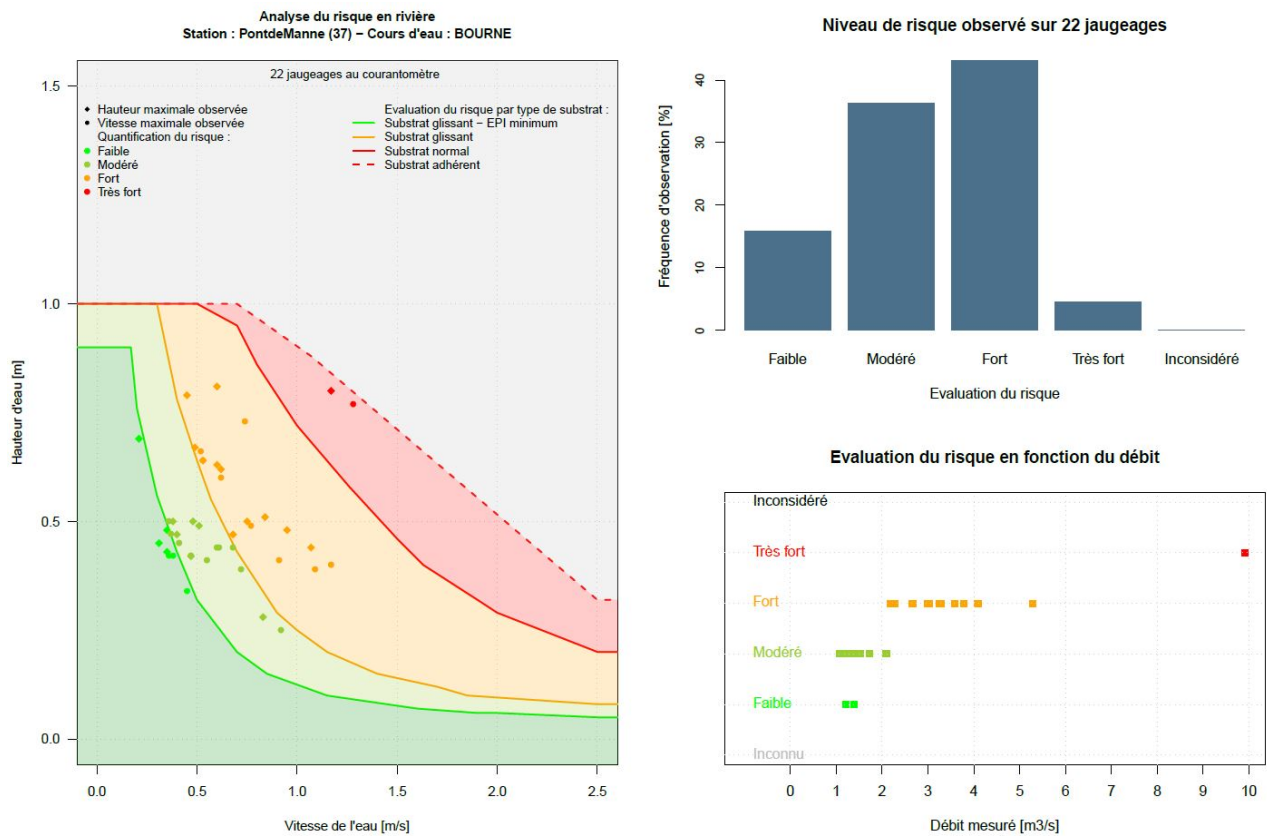 Analyse du risque en rivière
Station : PontdeManne (37) − Cours d'eau : BOURNE
22 jaugeages au courantomètre
Hauteur maximale observée
Vitesse maximale observée
Quantification du risque :
Faible
Modéré
Fort
Très fort
Evaluation du risque par type de substrat :
Substrat glissant − EPI minimum
Substrat glissant
Substrat normal
Substrat adhérent
Hauteur d'eau [m]
1.5
1.0
0.5
0.0
0.0 0.5 1.0 1.5 2.0 2.5
Vitesse de l'eau [m/s]
Niveau de risque observé sur 22 jaugeages
Fréquence d'observation [%]
40
30
20
10
0
Faible Modéré Fort Très fort Inconsidéré
Evaluation du risque
Evaluation du risque en fonction du débit
Inconsidéré
Très fort
Fort
Modéré
Faible
Inconnu
0 1 2 3 4 5 6 7 8 9 10
Débit mesuré [m3/s]